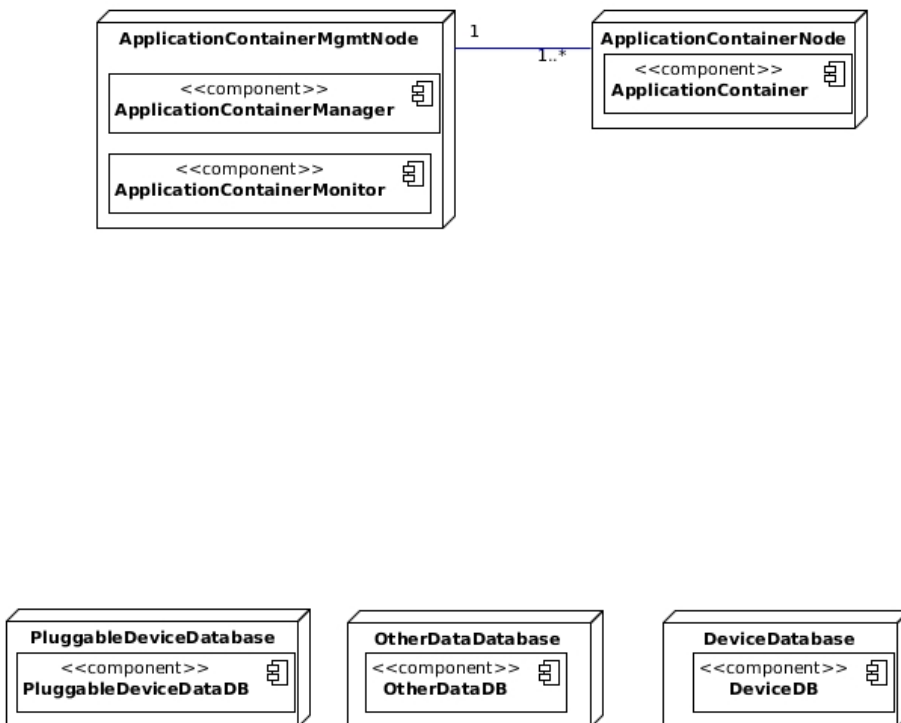 ApplicationContainerMgmtNode
<<component>>
ApplicationContainerManager
<<component>>
ApplicationContainerMonitor
1
1..*
ApplicationContainerNode
<<component>>
ApplicationContainer
PluggableDeviceDatabase
<<component>>
PluggableDeviceDataDB
OtherDataDatabase
<<component>>
OtherDataDB
DeviceDatabase
<<component>>
DeviceDB